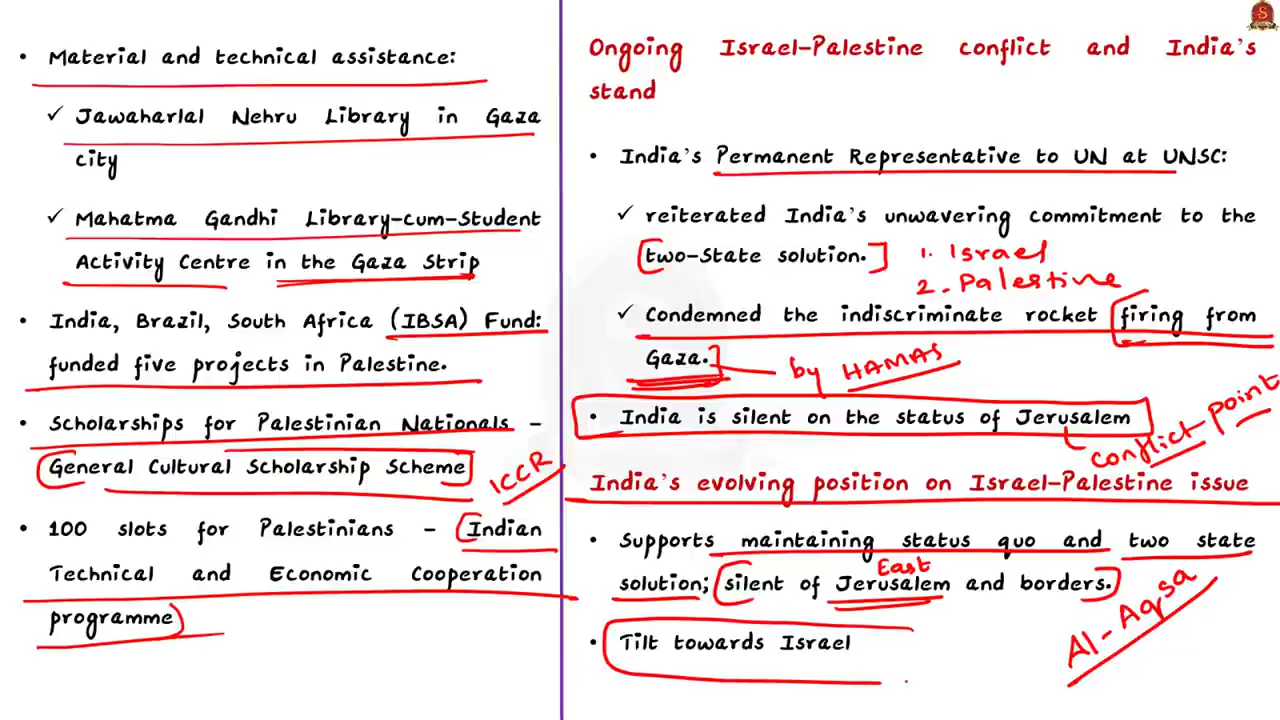 • Material and technical assistance:
✓ Jawaharlal Nehru Library in Gaza
city
✓ Mahatma Gandhi Library-cum-Student
Activity Centre in the Gaza Strip
• India, Brazil, South Africa (IBSA) Fund:
funded five projects in Palestine.
• Scholarships for Palestinian Nationals -
General Cultural Scholarship Scheme
ICCR
• 100 slots for Palestinians - Indian
Technical and Economic Cooperation
programme
Ongoing Israel-Palestine conflict and India's
stand
• India's Permanent Representative to UN at UNSC:
✓ reiterated India's unwavering commitment to the
two-State solution.
1. Israel
2. Palestine
✓ Condemned the indiscriminate rocket firing from
Gaza.
by HAMAS
• India is silent on the status of Jerusalem
conflict point
India's evolving position on Israel-Palestine issue
• Supports maintaining status quo and two state
East
solution; silent of Jerusalem and borders.
Al-Aqsa
• Tilt towards Israel